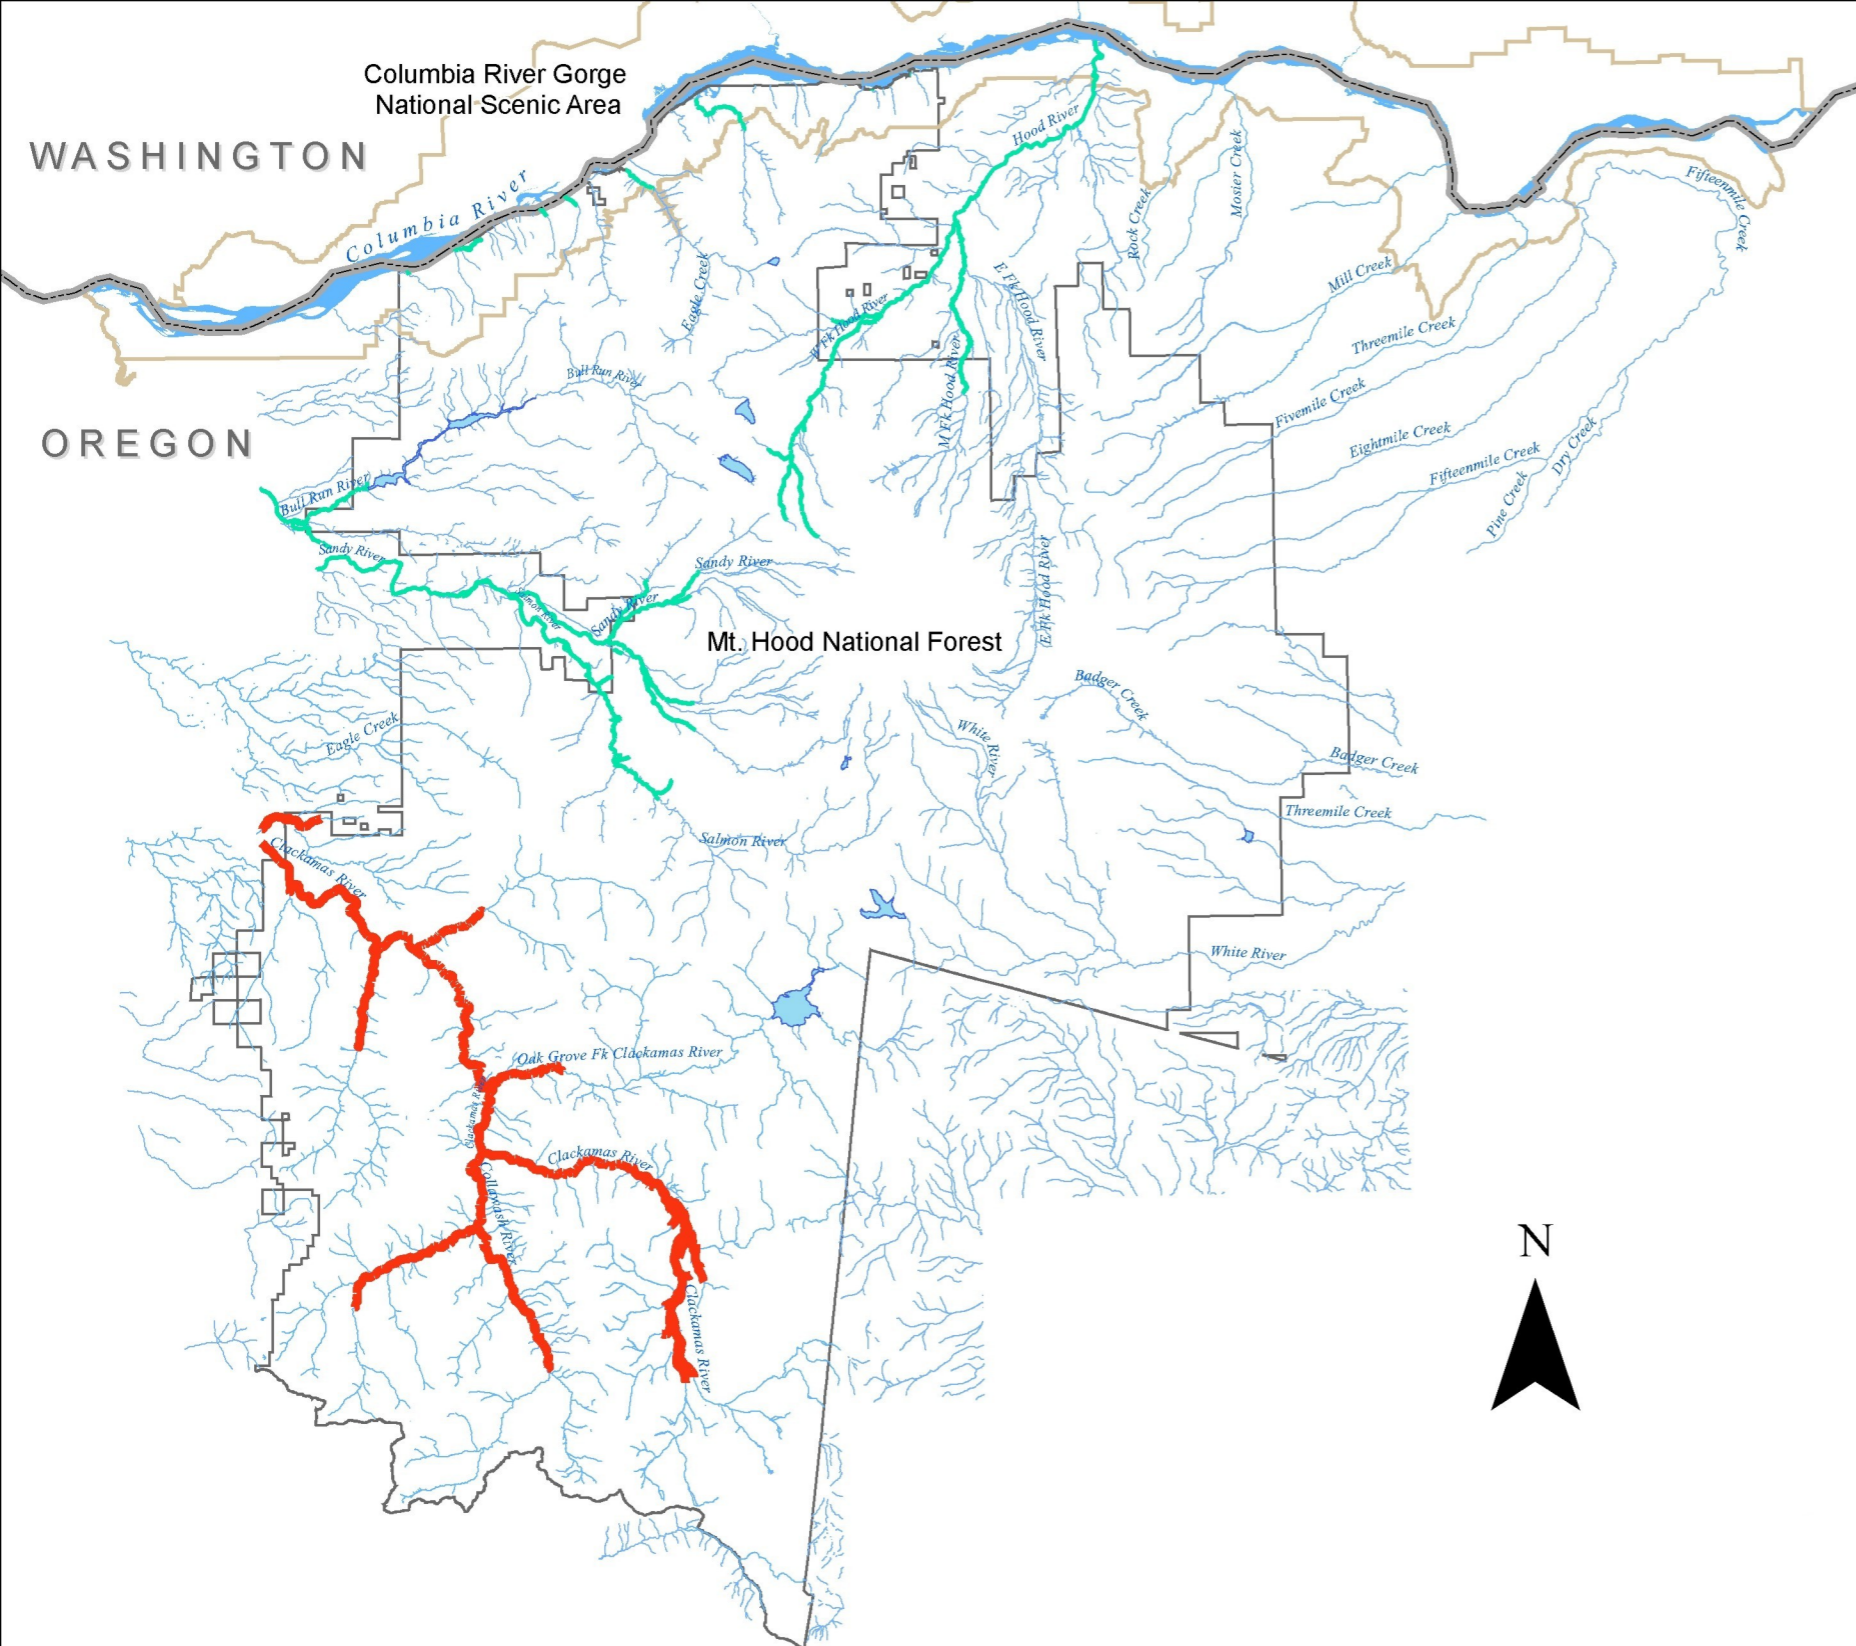 Columbia River Gorge
National Scenic Area
WASHINGTON
Columbia River
Hood River
Rock Creek
Mosier Creek
Fifteenmile Creek
Eagle Creek
E Fk Hood River
Mill Creek
Fk Hood River
Threemile Creek
M Fk Hood River
Bull Run River
OREGON
Fivemile Creek
Eightmile Creek
Fifteenmile Creek
Dry Creek
Pine Creek
Bull Run River
Sandy River
Sandy River
Salmon River
Sandy River
E Fk Hood River
Mt. Hood National Forest
Badger Creek
Eagle Creek
White River
Badger Creek
Threemile Creek
Salmon River
Clackamas River
White River
Oak Grove Fk Clackamas River
Clackamas River
Clackamas River
Collawash River
N
Clackamas River